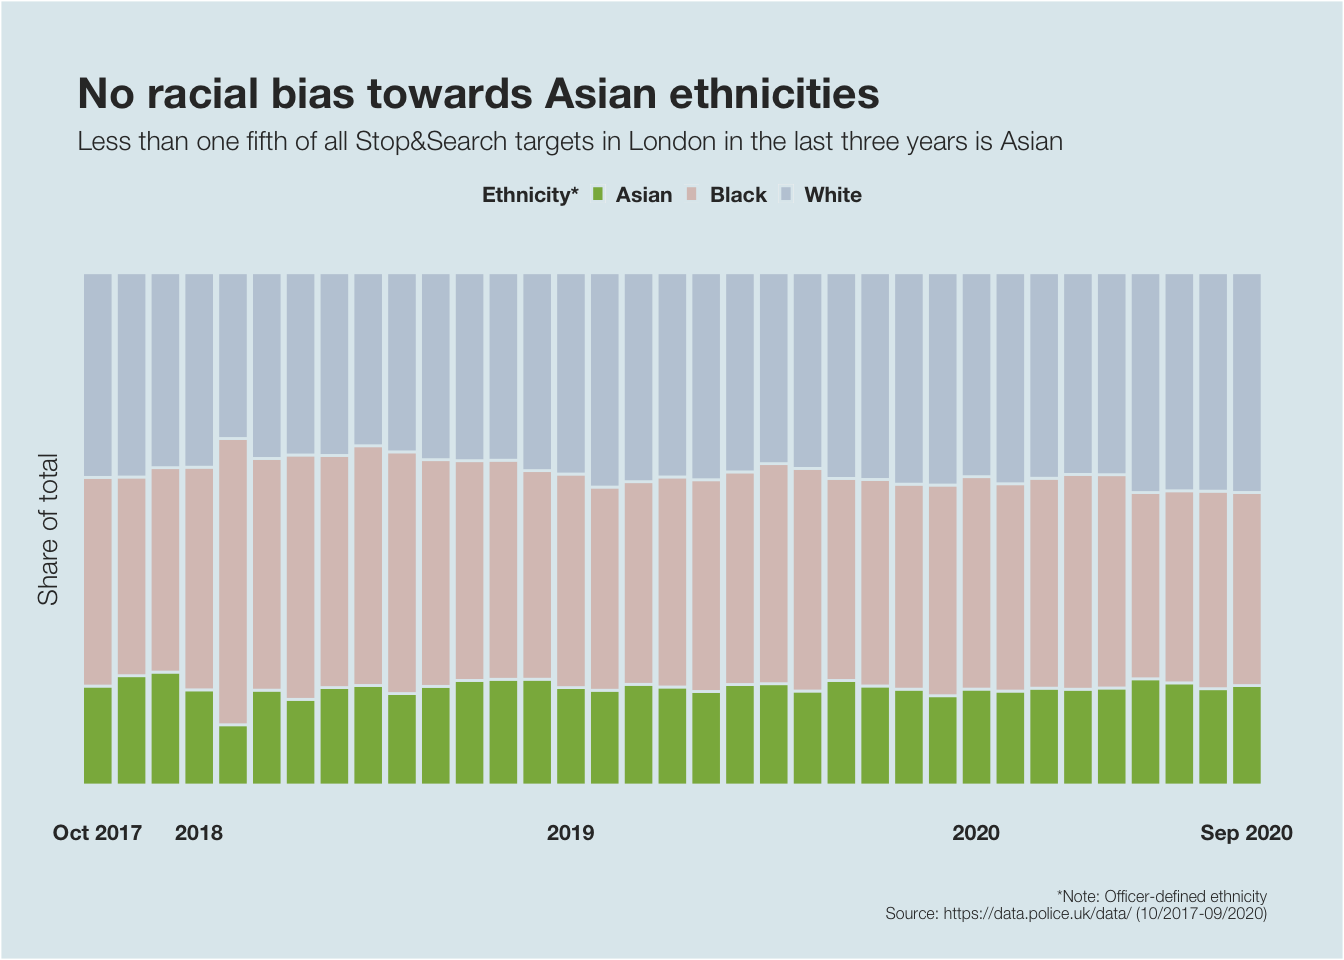 No racial bias towards Asian ethnicities
Less than one fifth of all Stop&Search targets in London in the last three years is Asian
Ethnicity* Asian Black White
Share of total
Oct 2017 2018 2019 2020 Sep 2020
*Note: Officer-defined ethnicity
Source: https://data.police.uk/data/ (10/2017-09/2020)